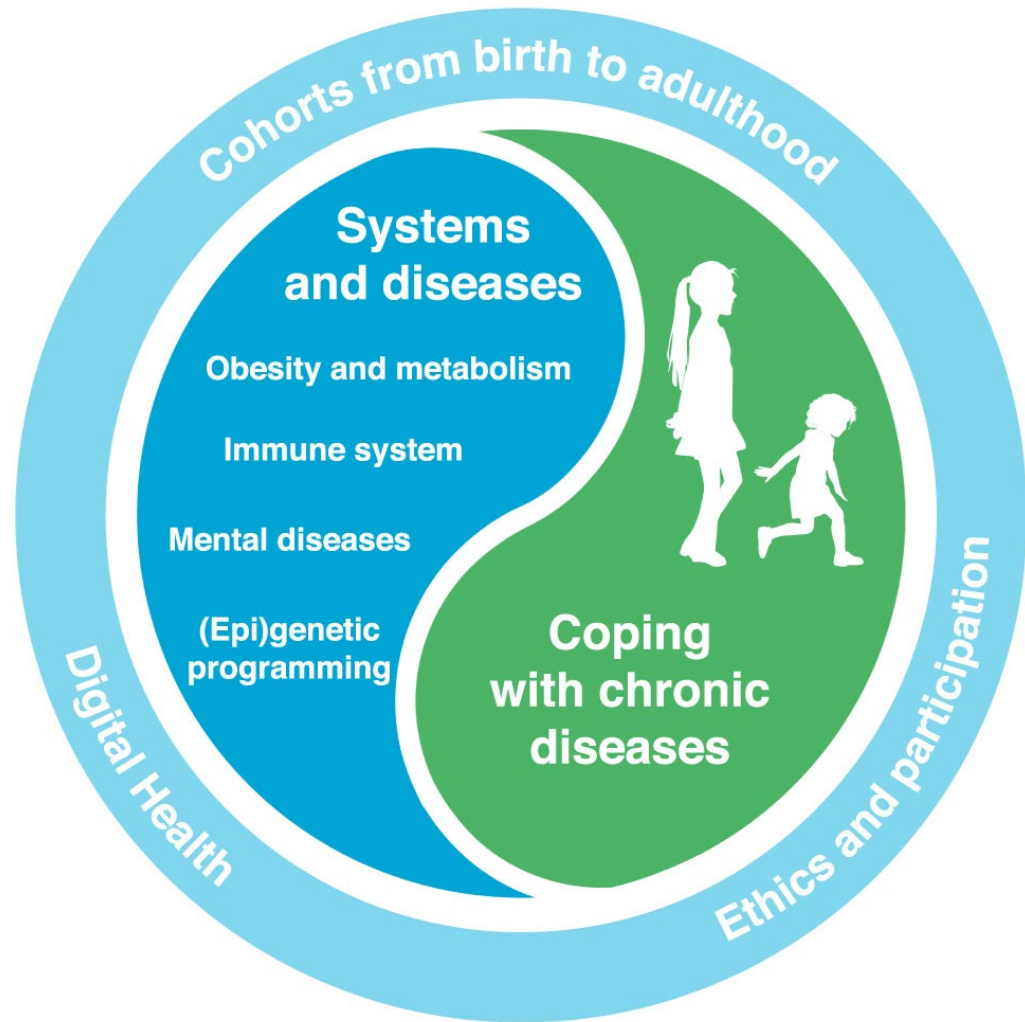 Cohorts from birth to adulthood
Systems
and diseases
Obesity and metabolism
Immune system
Mental diseases
(Epi)genetic
programming
Coping
with chronic
diseases
Digital Health
Ethics and participation